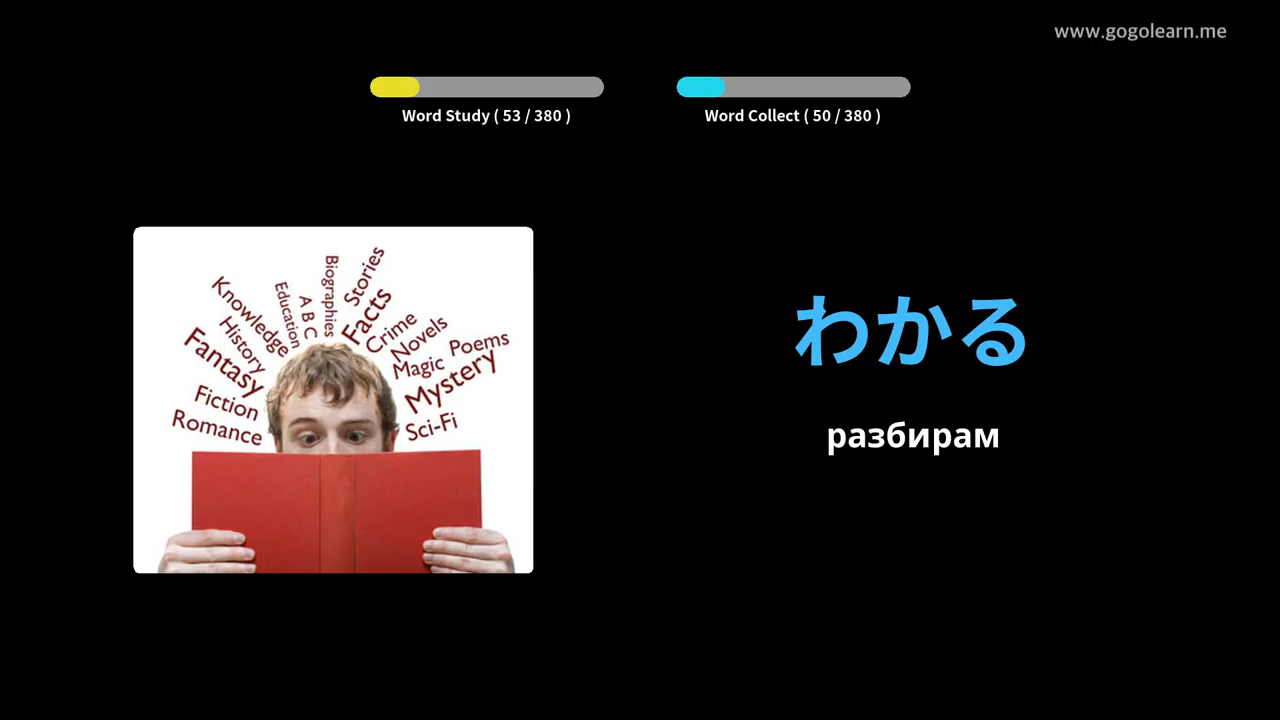 www.gogolearn.me
Word Study ( 53 / 380 )
Word Collect ( 50 / 380 )
Biographies
Stories
Knowledge
Education
A B C
Facts
Crime
History
Novels
Poems
Fantasy
Magic
Mystery
Fiction
Romance
Sci-Fi
わかる
разбирам